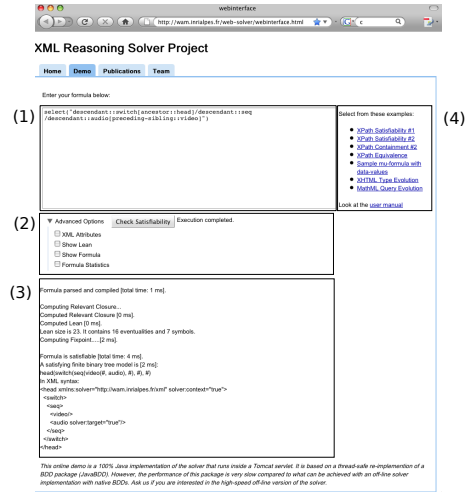 webinterface
http://wam.inrialpes.fr/web-solver/webinterface.html
c
XML Reasoning Solver Project
Home Demo Publications Team
Enter your formula below:
(1)
select("descendant::switch[ancestor::head]/descendant::seq
/descendant::audio[preceding-sibling::video]")
(4)
Select from these examples:
XPath Satisfiability #1
XPath Satisfiability #2
XPath Containment #2
XPath Equivalence
Sample mu-formula with
data-values
XHTML Type Evolution
MathML Query Evolution
Look at the user manual
(2)
Advanced Options Check Satisfiability Execution completed.
XML Attributes
Show Lean
Show Formula
Formula Statistics
(3)
Formula parsed and compiled [total time: 1 ms].
Computing Relevant Closure...
Computed Relevant Closure [0 ms].
Computed Lean [0 ms].
Lean size is 23. It contains 16 eventualities and 7 symbols.
Computing Fixpoint.....[2 ms].
Formula is satisfiable [total time: 4 ms].
A satisfying finite binary tree model is [2 ms]:
head(switch(seq(video(#, audio), #), #), #)
In XML syntax:
<head xmlns:solver="http://wam.inrialpes.fr/xml" solver:context="true">
<switch>
<seq>
<video/>
<audio solver:target="true"/>
</seq>
</switch>
</head>
This online demo is a 100% Java implementation of the solver that runs inside a Tomcat servlet. It is based on a thread-safe re-implemention of a
BDD package (JavaBDD). However, the performance of this package is very slow compared to what can be achieved with an off-line solver
implementation with native BDDs. Ask us if you are interested in the high-speed off-line version of the solver.